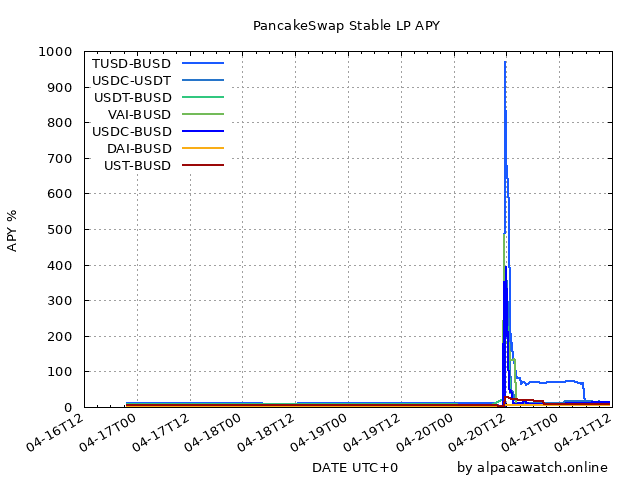 PancakeSwap Stable LP APY
APY %
1000
900
800
700
600
500
400
300
200
100
0
TUSD-BUSD
USDC-USDT
USDT-BUSD
VAI-BUSD
USDC-BUSD
DAI-BUSD
UST-BUSD
04-16T12
04-17T00
04-17T12
04-18T00
04-18T12
04-19T00
04-19T12
04-20T00
04-20T12
04-21T00
04-21T12
DATE UTC+0
by alpacawatch.online